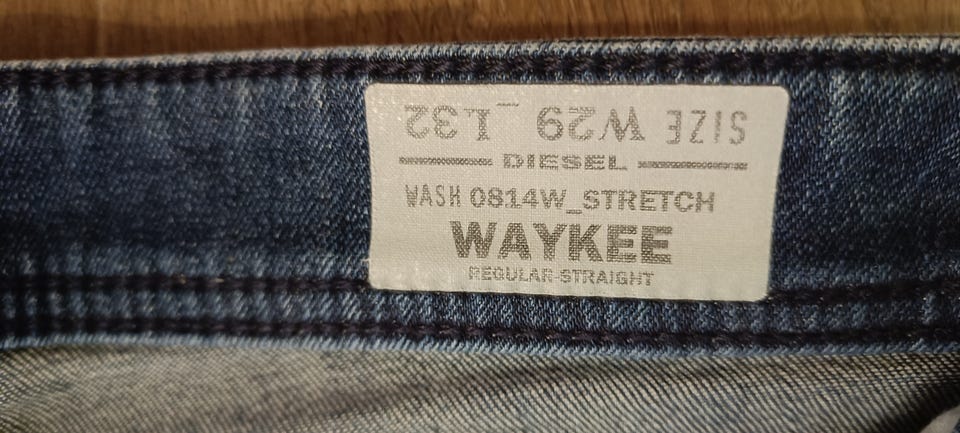 SIZE W29 L32
DIESEL
WASH 0814W_STRETCH
WAYKEE
REGULAR-STRAIGHT